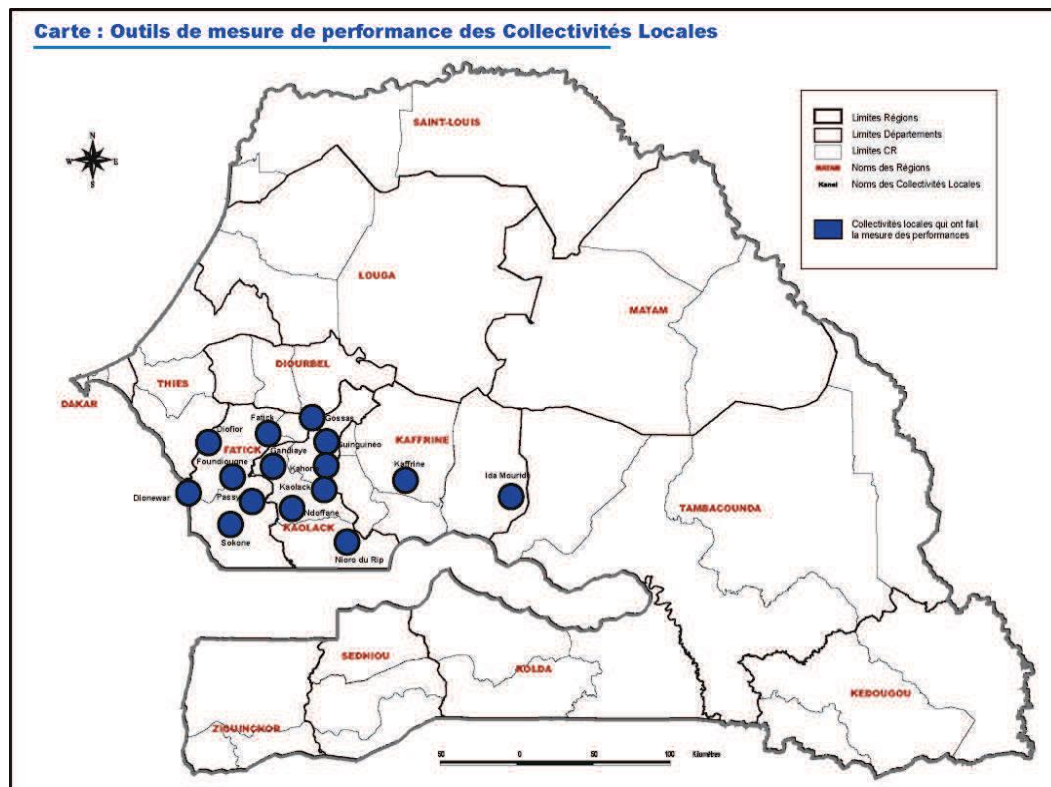 Carte : Outils de mesure de performance des Collectivités Locales
N
W
E
S
SAINT-LOUIS
Limites Régions
Limites Départements
Limites CR
MATAM
Noms des Régions
Kanel
Noms des Collectivités Locales
Collectivités locales qui ont fait
la mesure des performances
LOUGA
MATAM
DIOURBEL
THIES
DAKAR
Fatick
Gossas
Diofior
Guinguinéo
KAFFRINE
FATICK
Gandiaye
Foundiougne
Kahone
Kaffrine
Ida Mouride
Dionewar
Passy
Kaolack
Ndoffane
TAMBACOUNDA
Sokone
KAOLACK
Nioro du Rip
SEDHIOU
KOLDA
KEDOUGOU
ZIGUINCHOR
50 0 50 100 Kilomètres